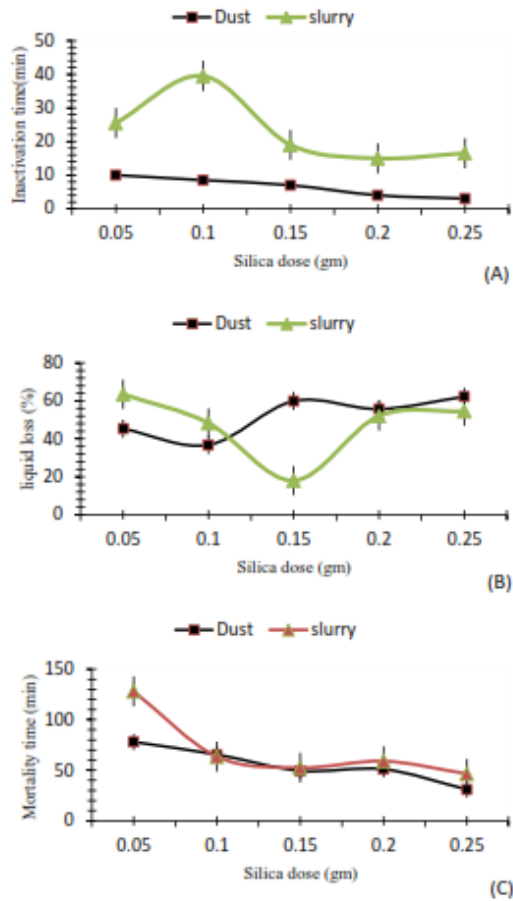 Dust slurry
Inactivation time(min)
50
40
30
20
10
0
0.05 0.1 0.15 0.2 0.25
Silica dose (gm)
(A)
Dust slurry
liquid loss (%)
80
60
40
20
0
0.05 0.1 0.15 0.2 0.25
Silica dose (gm)
(B)
Dust slurry
Mortality time (min)
150
100
50
0
0.05 0.1 0.15 0.2 0.25
Silica dose (gm)
(C)